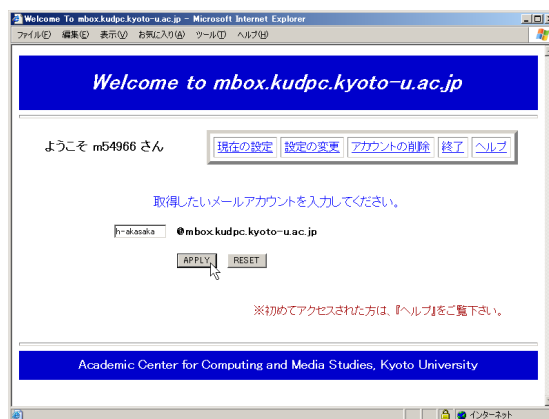 Welcome To mbox.kudpc.kyoto-u.ac.jp - Microsoft Internet Explorer
ファイル(F) 編集(E) 表示(V) お気に入り(A) ツール(T) ヘルプ(H)
Welcome to mbox.kudpc.kyoto-u.ac.jp
ようこそ m54966 さん
現在の設定 設定の変更 アカウントの削除 終了 ヘルプ
取得したいメールアカウントを入力してください。
h-akasaka @mbox.kudpc.kyoto-u.ac.jp
APPLY RESET
※初めてアクセスされた方は、『ヘルプ』をご覧下さい。
Academic Center for Computing and Media Studies, Kyoto University
インターネット